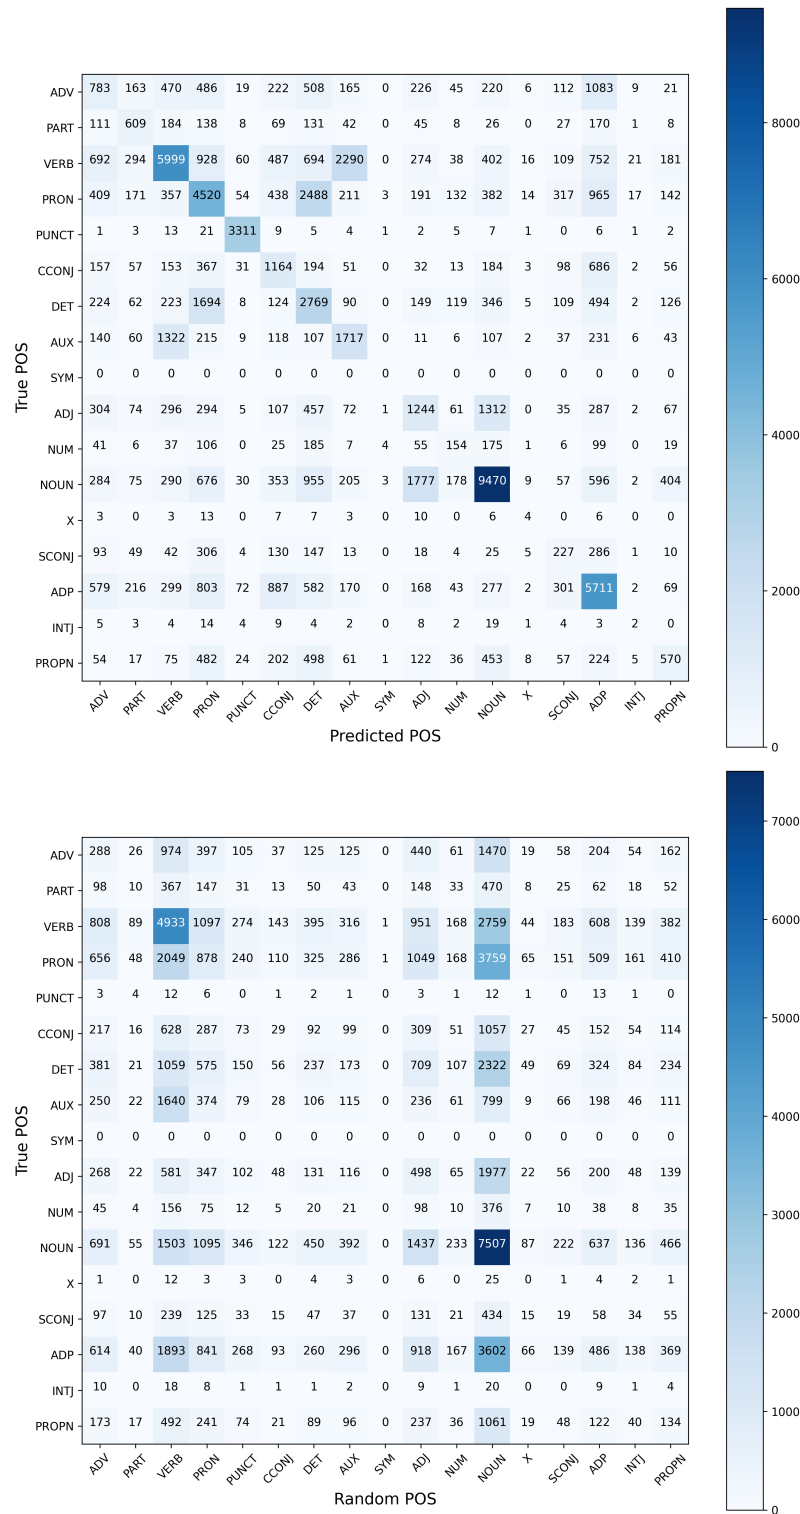 8000
6000
4000
2000
0
True POS
ADV 783 163 470 486 19 222 508 165 0 226 45 220 6 112 1083 9 21
PART 111 609 184 138 8 69 131 42 0 45 8 26 0 27 170 1 8
VERB 692 294 5999 928 60 487 694 2290 0 274 38 402 16 109 752 21 181
PRON 409 171 357 4520 54 438 2488 211 3 191 132 382 14 317 965 17 142
PUNCT 1 3 13 21 3311 9 5 4 1 2 5 7 1 0 6 1 2
CCONJ 157 57 153 367 31 1164 194 51 0 32 13 184 3 98 686 2 56
DET 224 62 223 1694 8 124 2769 90 0 149 119 346 5 109 494 2 126
AUX 140 60 1322 215 9 118 107 1717 0 11 6 107 2 37 231 6 43
SYM 0 0 0 0 0 0 0 0 0 0 0 0 0 0 0 0 0
ADJ 304 74 296 294 5 107 457 72 1 1244 61 1312 0 35 287 2 67
NUM 41 6 37 106 0 25 185 7 4 55 154 175 1 6 99 0 19
NOUN 284 75 290 676 30 353 955 205 3 1777 178 9470 9 57 596 2 404
X 3 0 3 13 0 7 7 3 0 10 0 6 4 0 6 0 0
SCONJ 93 49 42 306 4 130 147 13 0 18 4 25 5 227 286 1 10
ADP 579 216 299 803 72 887 582 170 0 168 43 277 2 301 5711 2 69
INTJ 5 3 4 14 4 9 4 2 0 8 2 19 1 4 3 2 0
PROPN 54 17 75 482 24 202 498 61 1 122 36 453 8 57 224 5 570
ADV PART VERB PRON PUNCT CCONJ DET AUX SYM ADJ NUM NOUN X SCONJ ADP INTJ PROPN
Predicted POS
7000
6000
5000
4000
3000
2000
1000
0
True POS
ADV 288 26 974 397 105 37 125 125 0 440 61 1470 19 58 204 54 162
PART 98 10 367 147 31 13 50 43 0 148 33 470 8 25 62 18 52
VERB 808 89 4933 1097 274 143 395 316 1 951 168 2759 44 183 608 139 382
PRON 656 48 2049 878 240 110 325 286 1 1049 168 3759 65 151 509 161 410
PUNCT 3 4 12 6 0 1 2 1 0 3 1 12 1 0 13 1 0
CCONJ 217 16 628 287 73 29 92 99 0 309 51 1057 27 45 152 54 114
DET 381 21 1059 575 150 56 237 173 0 709 107 2322 49 69 324 84 234
AUX 250 22 1640 374 79 28 106 115 0 236 61 799 9 66 198 46 111
SYM 0 0 0 0 0 0 0 0 0 0 0 0 0 0 0 0 0
ADJ 268 22 581 347 102 48 131 116 0 498 65 1977 22 56 200 48 139
NUM 45 4 156 75 12 5 20 21 0 98 10 376 7 10 38 8 35
NOUN 691 55 1503 1095 346 122 450 392 0 1437 233 7507 87 222 637 136 466
X 1 0 12 3 3 0 4 3 0 6 0 25 0 1 4 2 1
SCONJ 97 10 239 125 33 15 47 37 0 131 21 434 15 19 58 34 55
ADP 614 40 1893 841 268 93 260 296 0 918 167 3602 66 139 486 138 369
INTJ 10 0 18 8 1 1 1 2 0 9 1 20 0 0 9 1 4
PROPN 173 17 492 241 74 21 89 96 0 237 36 1061 19 48 122 40 134
ADV PART VERB PRON PUNCT CCONJ DET AUX SYM ADJ NUM NOUN X SCONJ ADP INTJ PROPN
Random POS